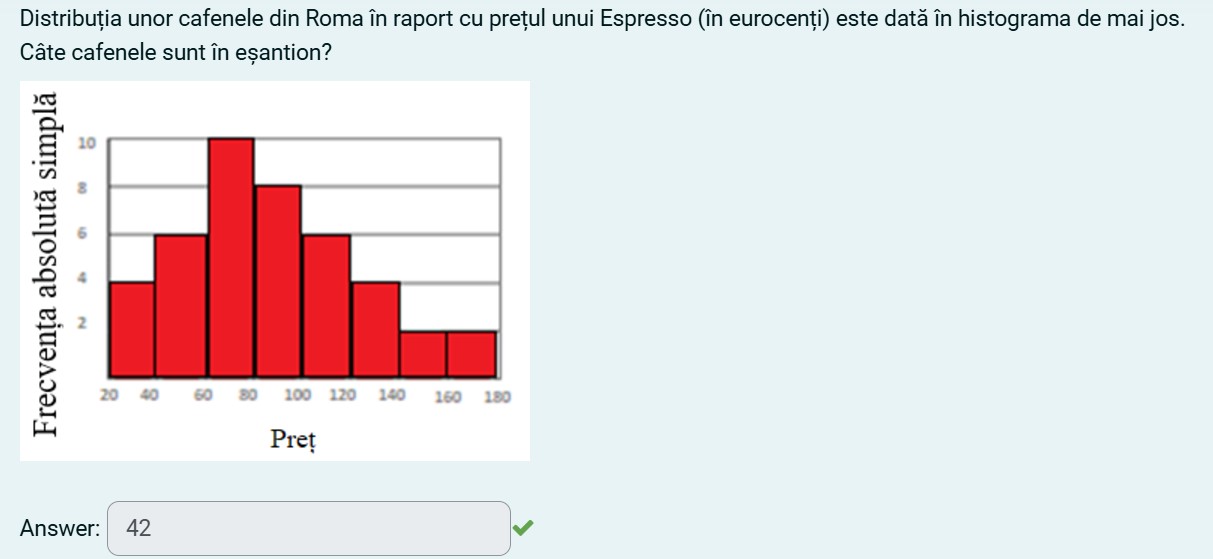 Distribuția unor cafenele din Roma în raport cu prețul unui Espresso (în eurocenți) este dată în histograma de mai jos.
Câte cafenele sunt în eșantion?
Frecvența absolută simplă
10
8
6
4
2
20 40 60 80 100 120 140 160 180
Preț
Answer: 42